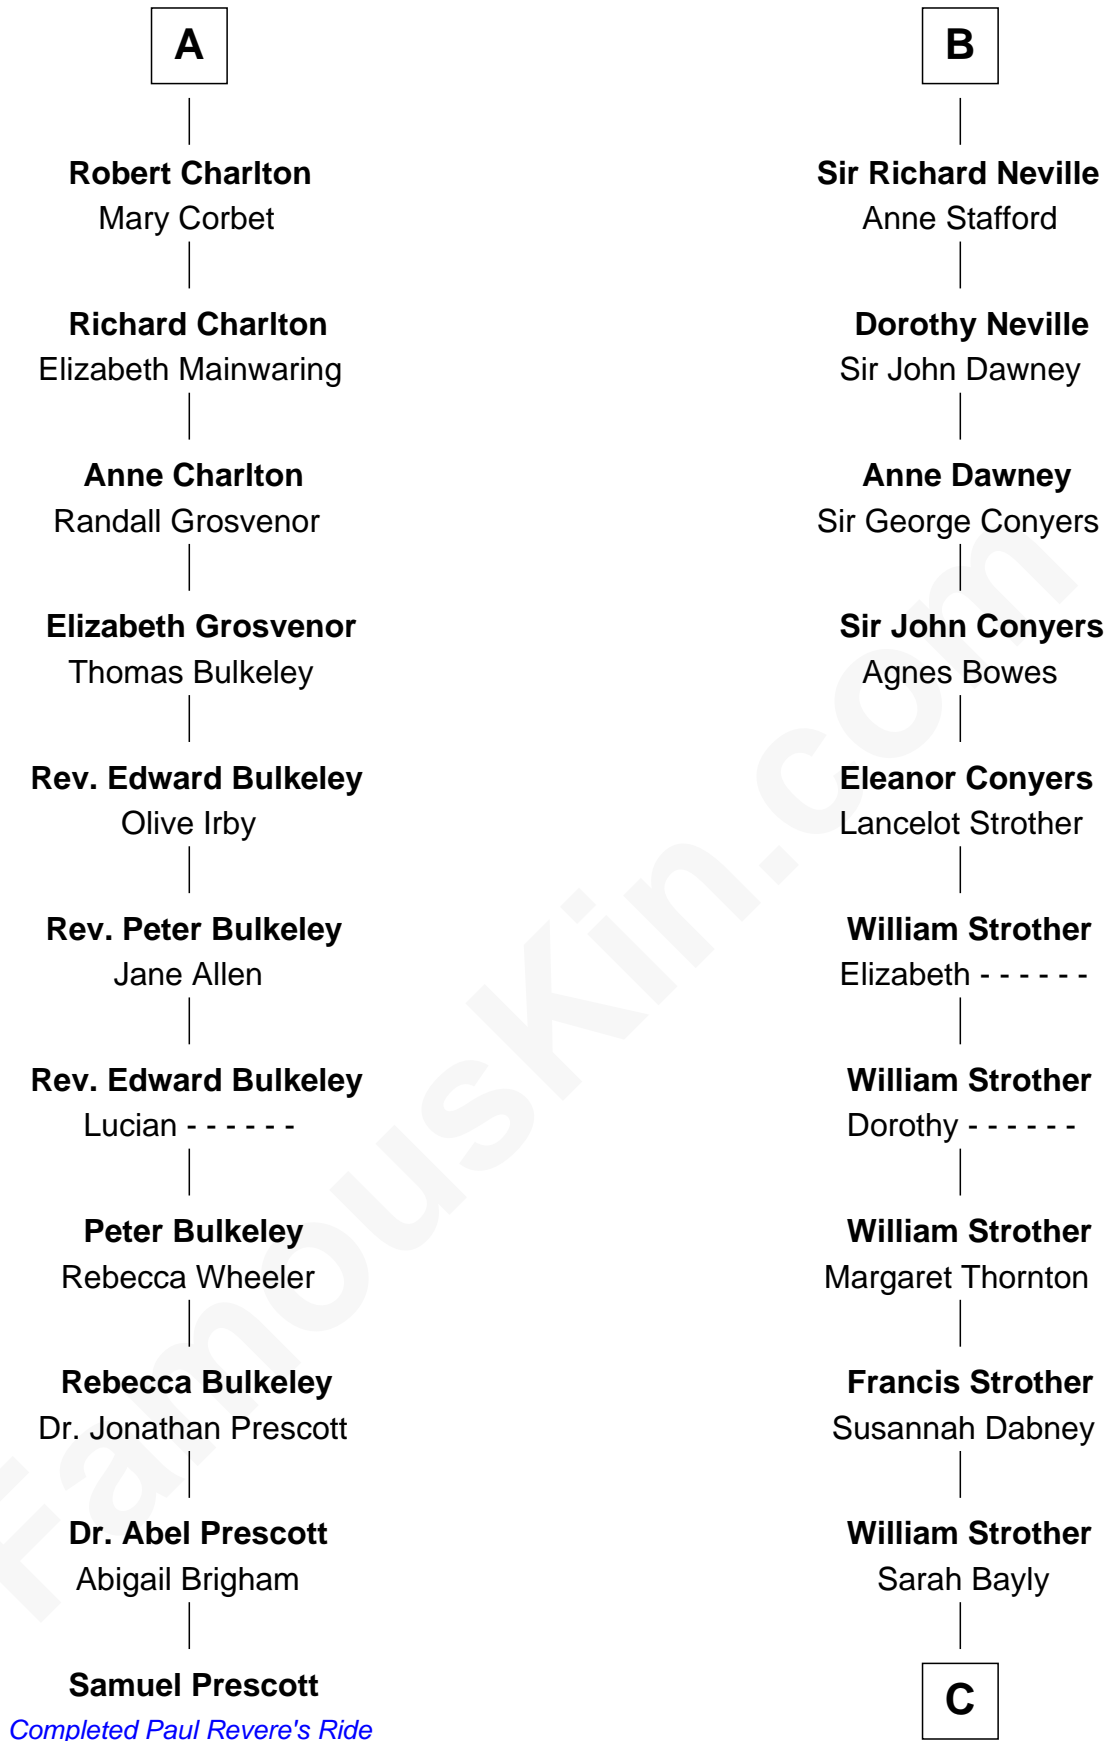 A
Robert Charlton
Mary Corbet
Richard Charlton
Elizabeth Mainwaring
Anne Charlton
Randall Grosvenor
Elizabeth Grosvenor
Thomas Bulkeley
Rev. Edward Bulkeley
Olive Irby
Rev. Peter Bulkeley
Jane Allen
Rev. Edward Bulkeley
Lucian - - - - - -
Peter Bulkeley
Rebecca Wheeler
Rebecca Bulkeley
Dr. Jonathan Prescott
Dr. Abel Prescott
Abigail Brigham
Samuel Prescott
Completed Paul Revere's Ride
B
Sir Richard Neville
Anne Stafford
Dorothy Neville
Sir John Dawney
Anne Dawney
Sir George Conyers
Sir John Conyers
Agnes Bowes
Eleanor Conyers
Lancelot Strother
William Strother
Elizabeth - - - - - -
William Strother
Dorothy - - - - - -
William Strother
Margaret Thornton
Francis Strother
Susannah Dabney
William Strother
Sarah Bayly
C
FamousKin.com